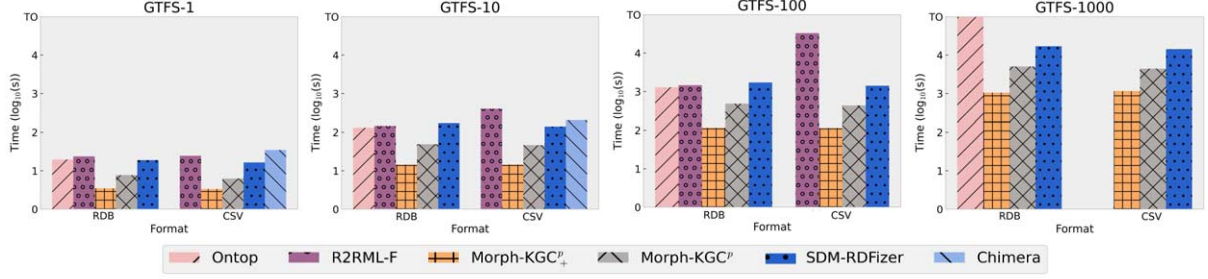 GTFS-1
TO
4
3
2
1
0
Time (log₁₀(s))
RDB
CSV
Format
GTFS-10
TO
4
3
2
1
0
Time (log₁₀(s))
RDB
CSV
Format
GTFS-100
TO
4
3
2
1
0
Time (log₁₀(s))
RDB
CSV
Format
GTFS-1000
TO
4
3
2
1
0
Time (log₁₀(s))
RDB
CSV
Format
Ontop R2RML-F Morph-KGCᵖ₊ Morph-KGCᵖ SDM-RDFizer Chimera